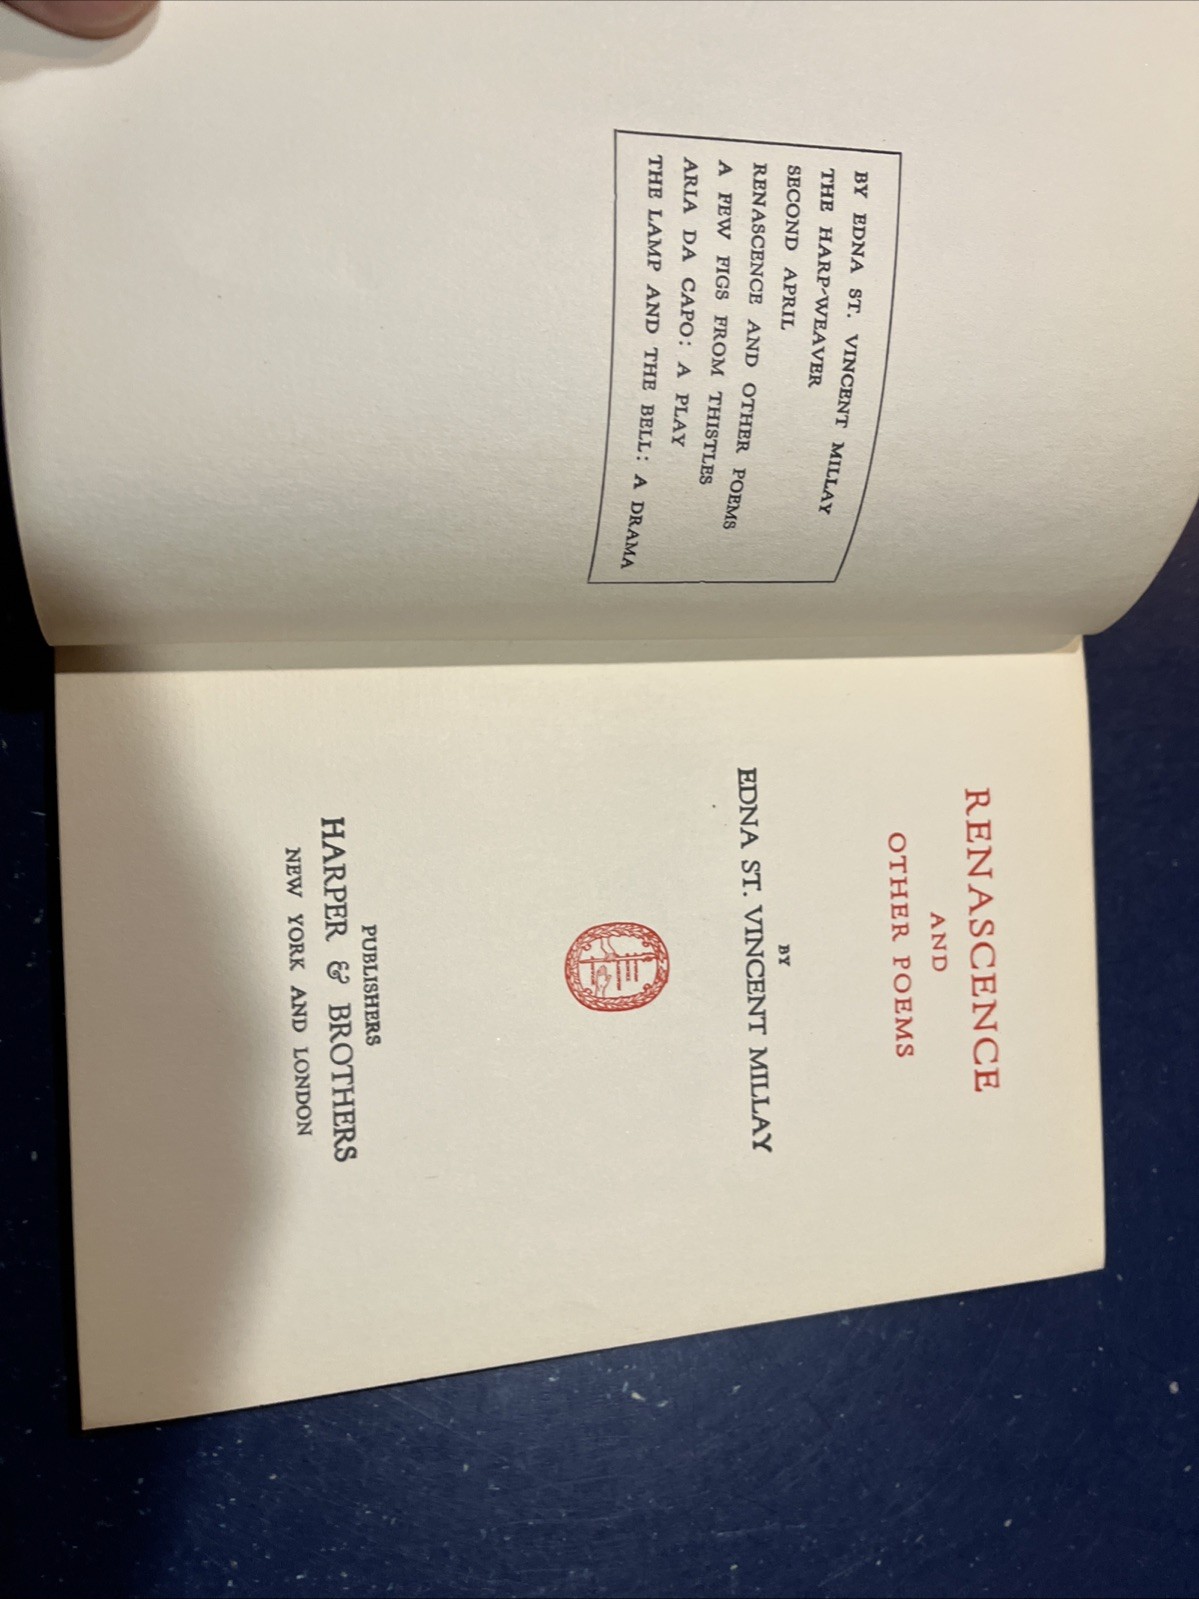 BY EDNA ST. VINCENT MILLAY
THE HARP-WEAVER
SECOND APRIL
RENASCENCE AND OTHER POEMS
A FEW FIGS FROM THISTLES
ARIA DA CAPO: A PLAY
THE LAMP AND THE BELL: A DRAMA
RENASCENCE
AND
OTHER POEMS
BY
EDNA ST. VINCENT MILLAY
PUBLISHERS
HARPER & BROTHERS
NEW YORK AND LONDON